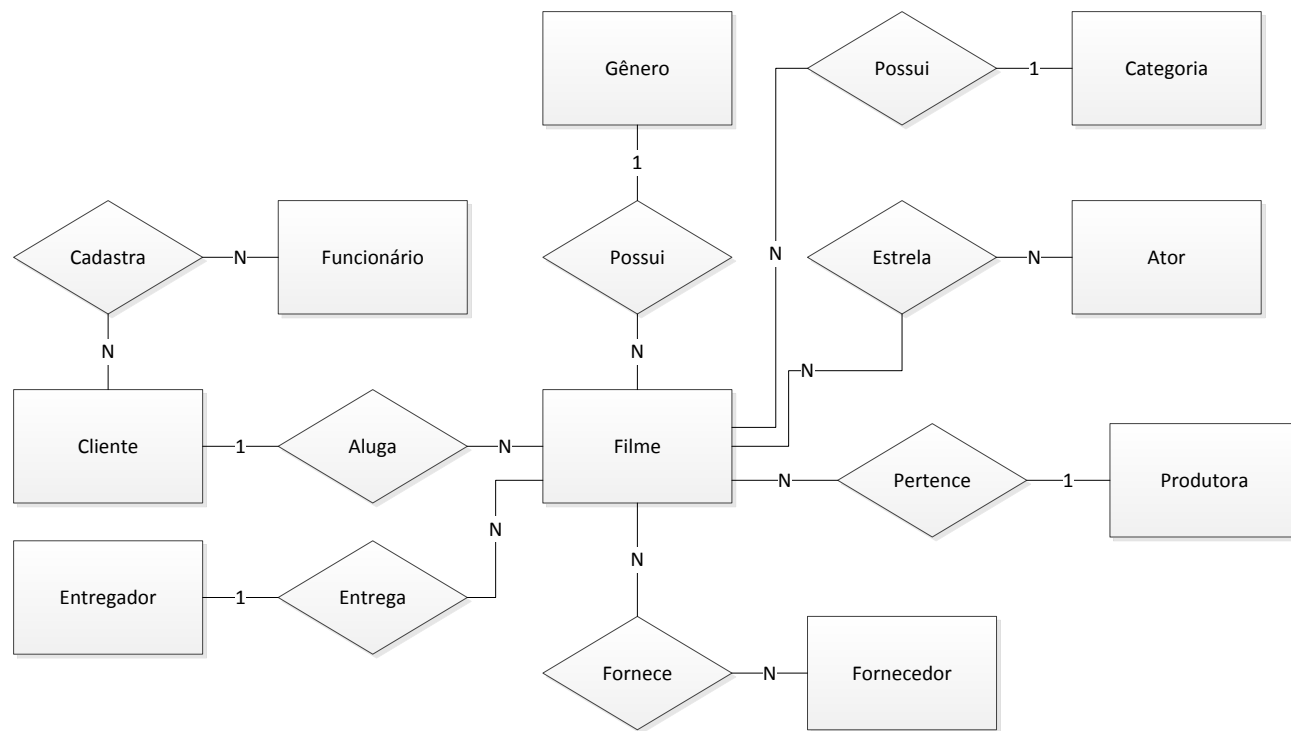 Gênero
Possui
1
Categoria
1
Cadastra
N
Funcionário
Possui
N
Estrela
N
Ator
N
N
N
Cliente
1
Aluga
N
Filme
N
Pertence
1
Produtora
N
N
Entregador
1
Entrega
Fornece
N
Fornecedor